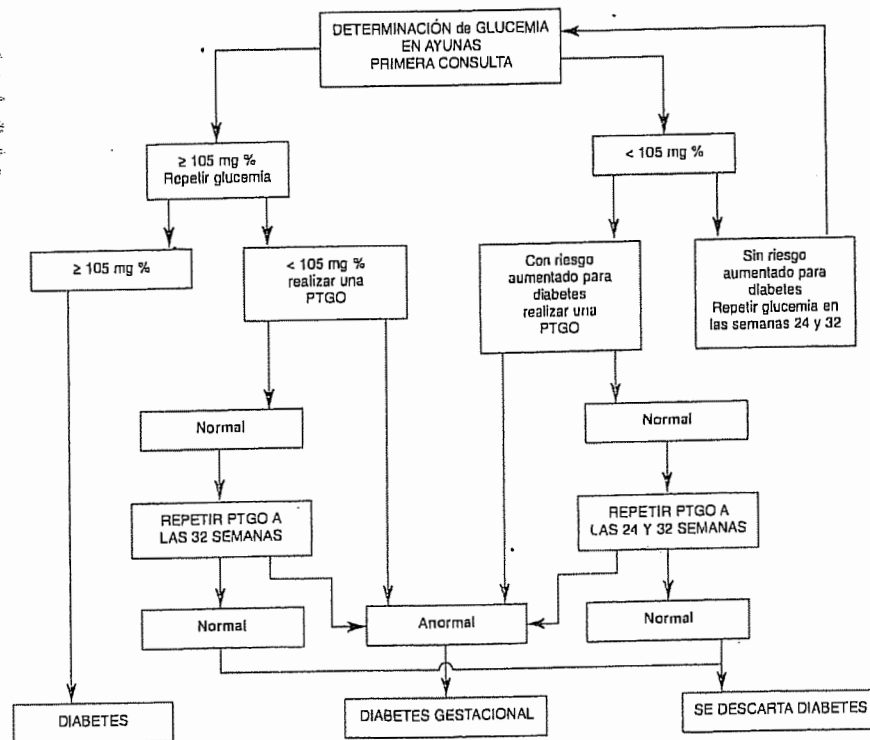 DETERMINACIÓN de GLUCEMIA
EN AYUNAS
PRIMERA CONSULTA
≥ 105 mg %
Repetir glucemia
< 105 mg %
≥ 105 mg %
< 105 mg %
realizar una
PTGO
Con riesgo
aumentado para
diabetes
realizar una
PTGO
Sin riesgo
aumentado para
diabetes
Repetir glucemia en
las semanas 24 y 32
Normal
Normal
REPETIR PTGO A
LAS 32 SEMANAS
REPETIR PTGO A
LAS 24 Y 32 SEMANAS
Normal
Anormal
Normal
DIABETES
DIABETES GESTACIONAL
SE DESCARTA DIABETES